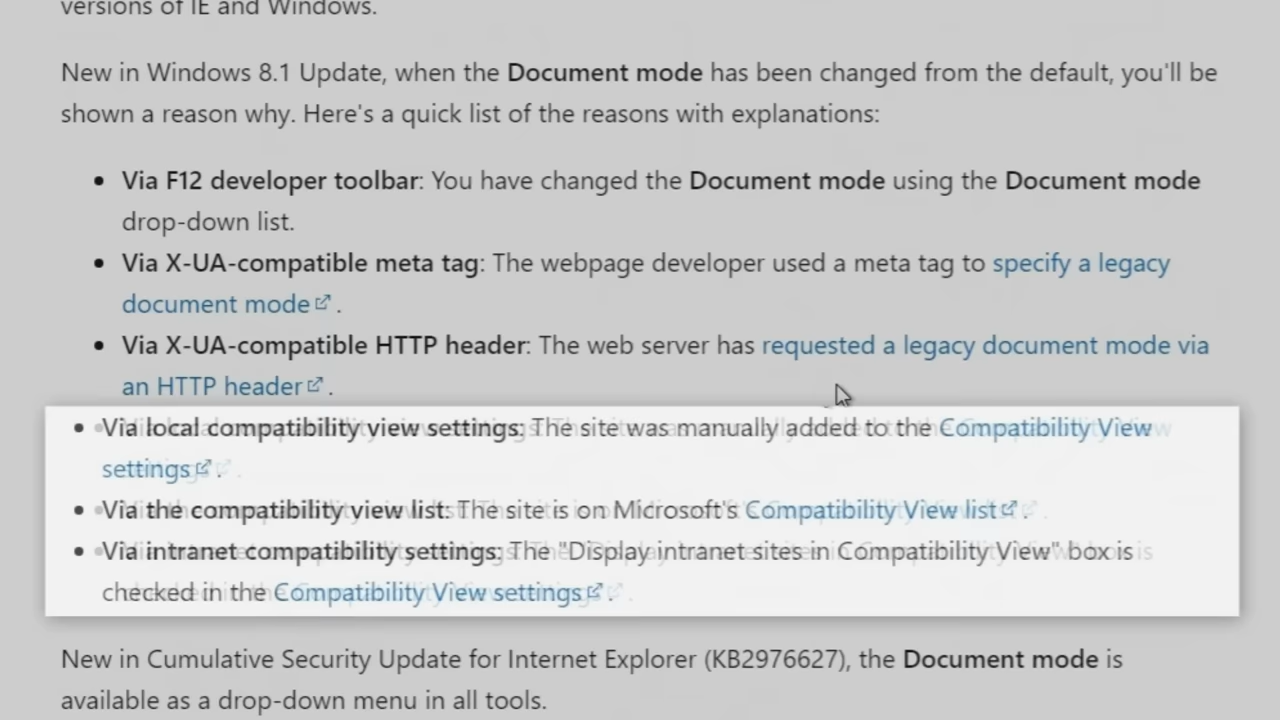 versions of IE and Windows.
New in Windows 8.1 Update, when the Document mode has been changed from the default, you'll be
shown a reason why. Here's a quick list of the reasons with explanations:
• Via F12 developer toolbar: You have changed the Document mode using the Document mode
drop-down list.
• Via X-UA-compatible meta tag: The webpage developer used a meta tag to specify a legacy
document mode.
• Via X-UA-compatible HTTP header: The web server has requested a legacy document mode via
an HTTP header.
• Via local compatibility view settings: The site was manually added to the Compatibility View
settings.
• Via the compatibility view list: The site is on Microsoft's Compatibility View list.
• Via intranet compatibility settings: The "Display intranet sites in Compatibility View" box is
checked in the Compatibility View settings.
New in Cumulative Security Update for Internet Explorer (KB2976627), the Document mode is
available as a drop-down menu in all tools.